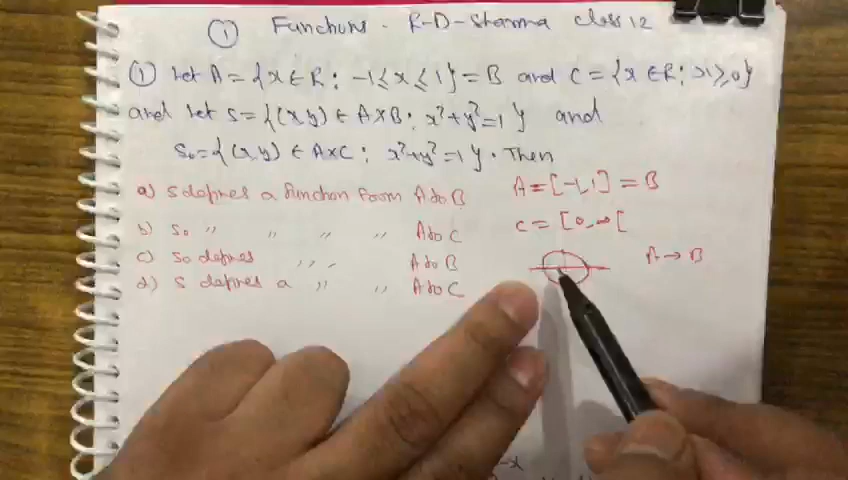 ① Functions - R-D-Sharma class 12
① Let A = {x ∈ R : -1 ≤ x ≤ 1} = B and C = {x ∈ R : x ≥ 0}
and let S = {(x,y) ∈ A×B : x²+y²=1} and
S₀ = {(x,y) ∈ A×C : x²+y²=1}. Then
a) S defines a function form A to B
A = [-1,1] = B
b) S₀ " " " " A to C
C = [0,∞[
c) S₀ defines " " , A to B
A → B
d) S defines a " " A to C
-x